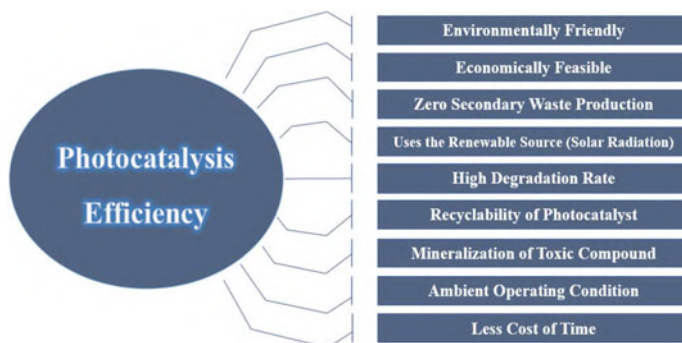 Photocatalysis
Efficiency
Environmentally Friendly
Economically Feasible
Zero Secondary Waste Production
Uses the Renewable Source (Solar Radiation)
High Degradation Rate
Recyclability of Photocatalyst
Mineralization of Toxic Compound
Ambient Operating Condition
Less Cost of Time